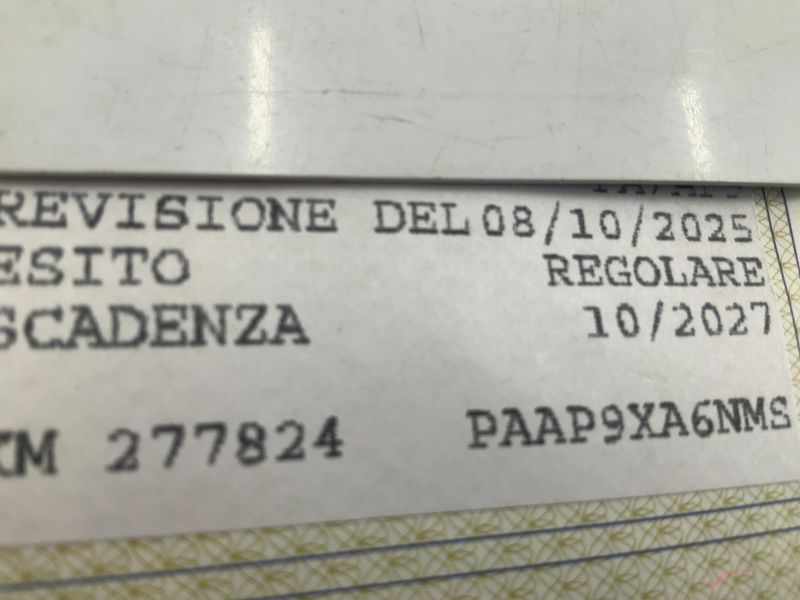 REVISIONE DEL 08/10/2025
ESITO REGOLARE
SCADENZA 10/2027
KM 277824 PAAP9XA6NMS